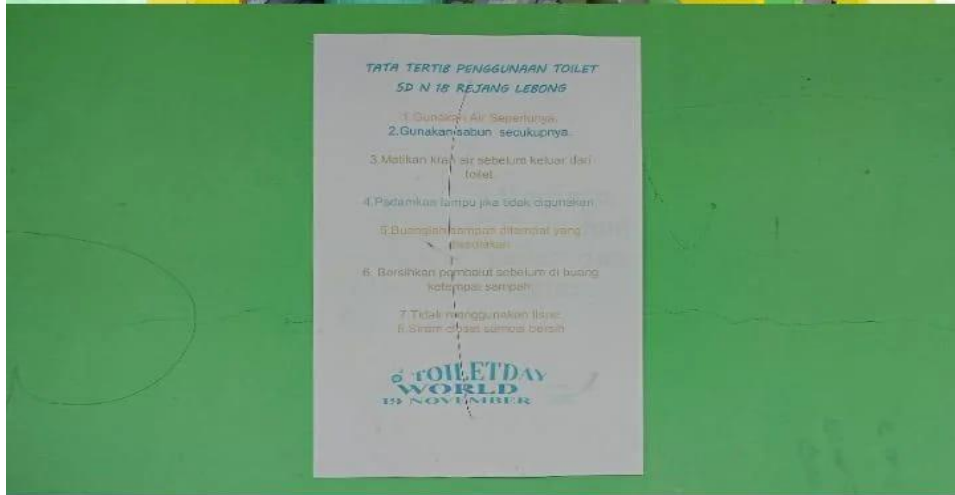 TATA TERTIB PENGGUNAAN TOILET
SD N 18 REJANG LEBONG
1.Gunakan Air Seperlunya.
2.Gunakan sabun secukupnya.
3.Matikan kran air sebelum keluar dari
toilet.
4.Padamkan lampu jika tidak digunakan.
5.Buanglah sampah ditempat yang
disediakan
6. Bersihkan pembalut sebelum di buang
ketempat sampah
7.Tidak menggunakan tisue
8.Siram closet sampai bersih
TOILETDAY
WORLD
19 NOVEMBER